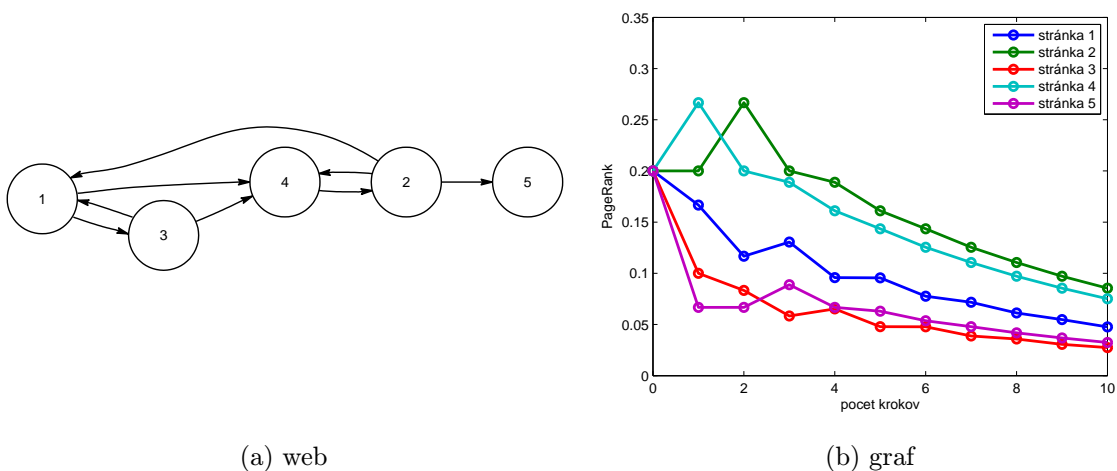 1
3
4
2
5
(a) web
0.35
0.3
0.25
0.2
0.15
0.1
0.05
0
PageRank
0
2
4
6
8
10
pocet krokov
stránka 1
stránka 2
stránka 3
stránka 4
stránka 5
(b) graf